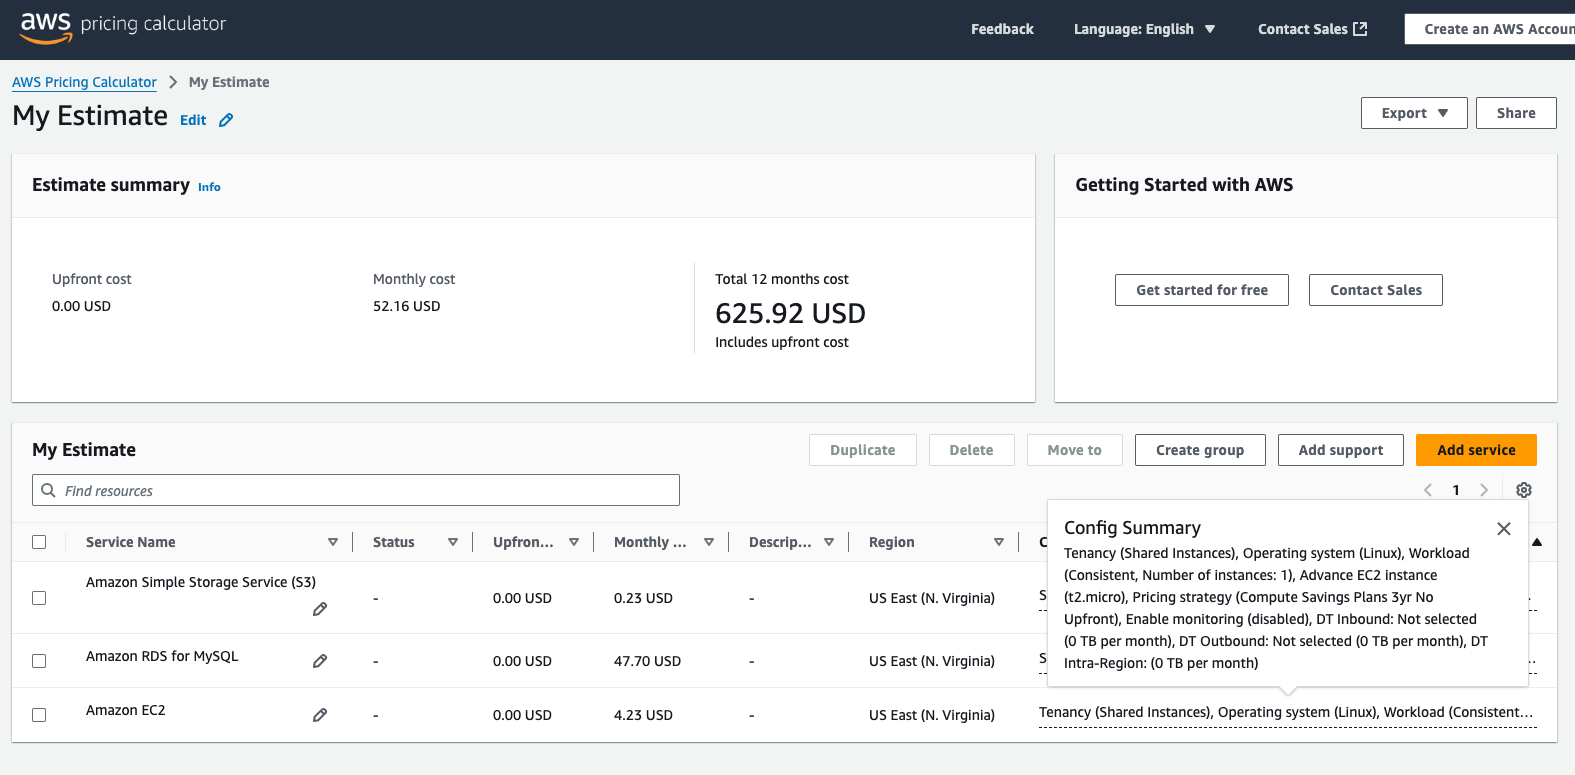 aws pricing calculator
Feedback
Language: English
Contact Sales
Create an AWS Accoun
AWS Pricing Calculator > My Estimate
My Estimate Edit
Export
Share
Estimate summary Info
Getting Started with AWS
Upfront cost
0.00 USD
Monthly cost
52.16 USD
Total 12 months cost
625.92 USD
Includes upfront cost
Get started for free
Contact Sales
My Estimate
Duplicate
Delete
Move to
Create group
Add support
Add service
Find resources
1
Service Name
Status
Upfron...
Monthly ...
Descrip...
Region
C
Config Summary
Tenancy (Shared Instances), Operating system (Linux), Workload
(Consistent, Number of instances: 1), Advance EC2 instance
(t2.micro), Pricing strategy (Compute Savings Plans 3yr No
Upfront), Enable monitoring (disabled), DT Inbound: Not selected
(0 TB per month), DT Outbound: Not selected (0 TB per month), DT
Intra-Region: (0 TB per month)
Amazon Simple Storage Service (S3)
-
0.00 USD
0.23 USD
-
US East (N. Virginia)
S
Amazon RDS for MySQL
-
0.00 USD
47.70 USD
-
US East (N. Virginia)
S
Amazon EC2
-
0.00 USD
4.23 USD
-
US East (N. Virginia)
Tenancy (Shared Instances), Operating system (Linux), Workload (Consistent...